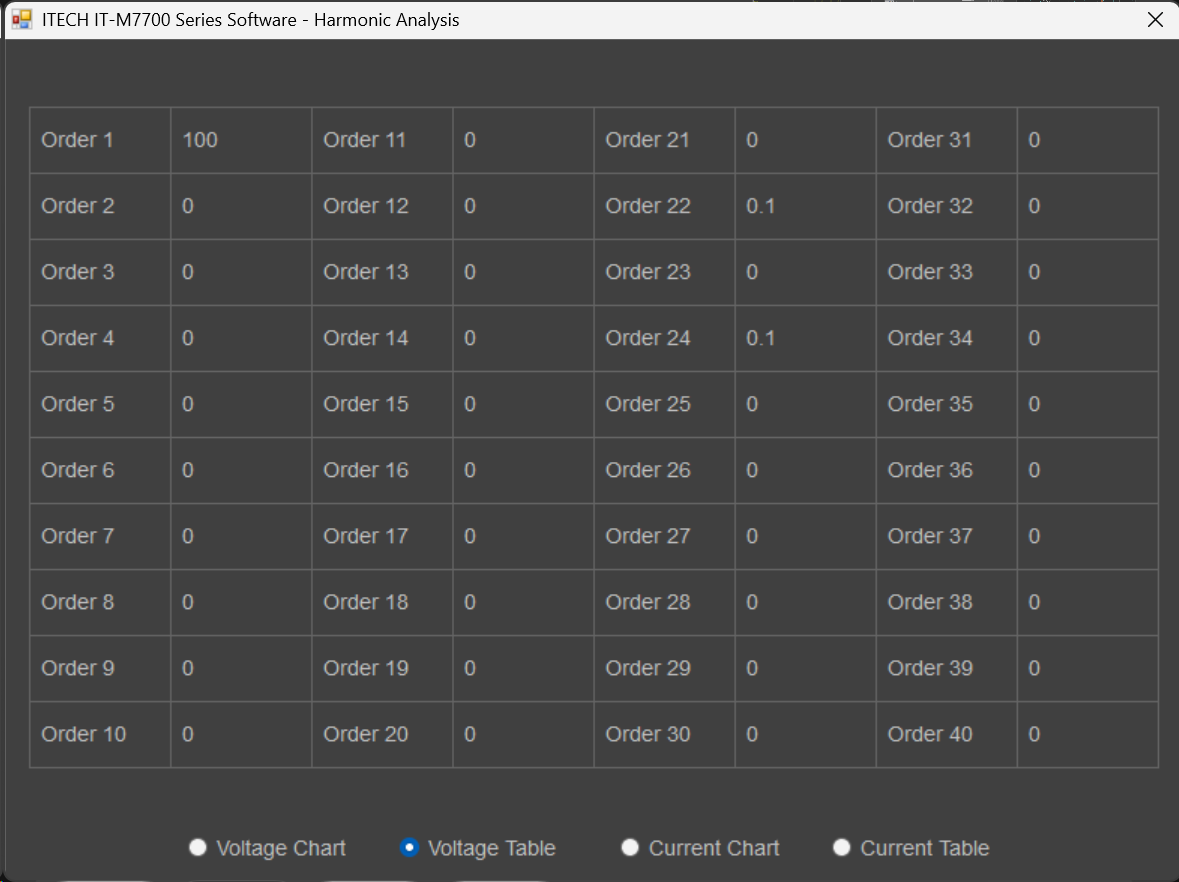 ITECH IT-M7700 Series Software - Harmonic Analysis
Order 1 100 Order 11 0 Order 21 0 Order 31 0
Order 2 0 Order 12 0 Order 22 0.1 Order 32 0
Order 3 0 Order 13 0 Order 23 0 Order 33 0
Order 4 0 Order 14 0 Order 24 0.1 Order 34 0
Order 5 0 Order 15 0 Order 25 0 Order 35 0
Order 6 0 Order 16 0 Order 26 0 Order 36 0
Order 7 0 Order 17 0 Order 27 0 Order 37 0
Order 8 0 Order 18 0 Order 28 0 Order 38 0
Order 9 0 Order 19 0 Order 29 0 Order 39 0
Order 10 0 Order 20 0 Order 30 0 Order 40 0
Voltage Chart Voltage Table Current Chart Current Table